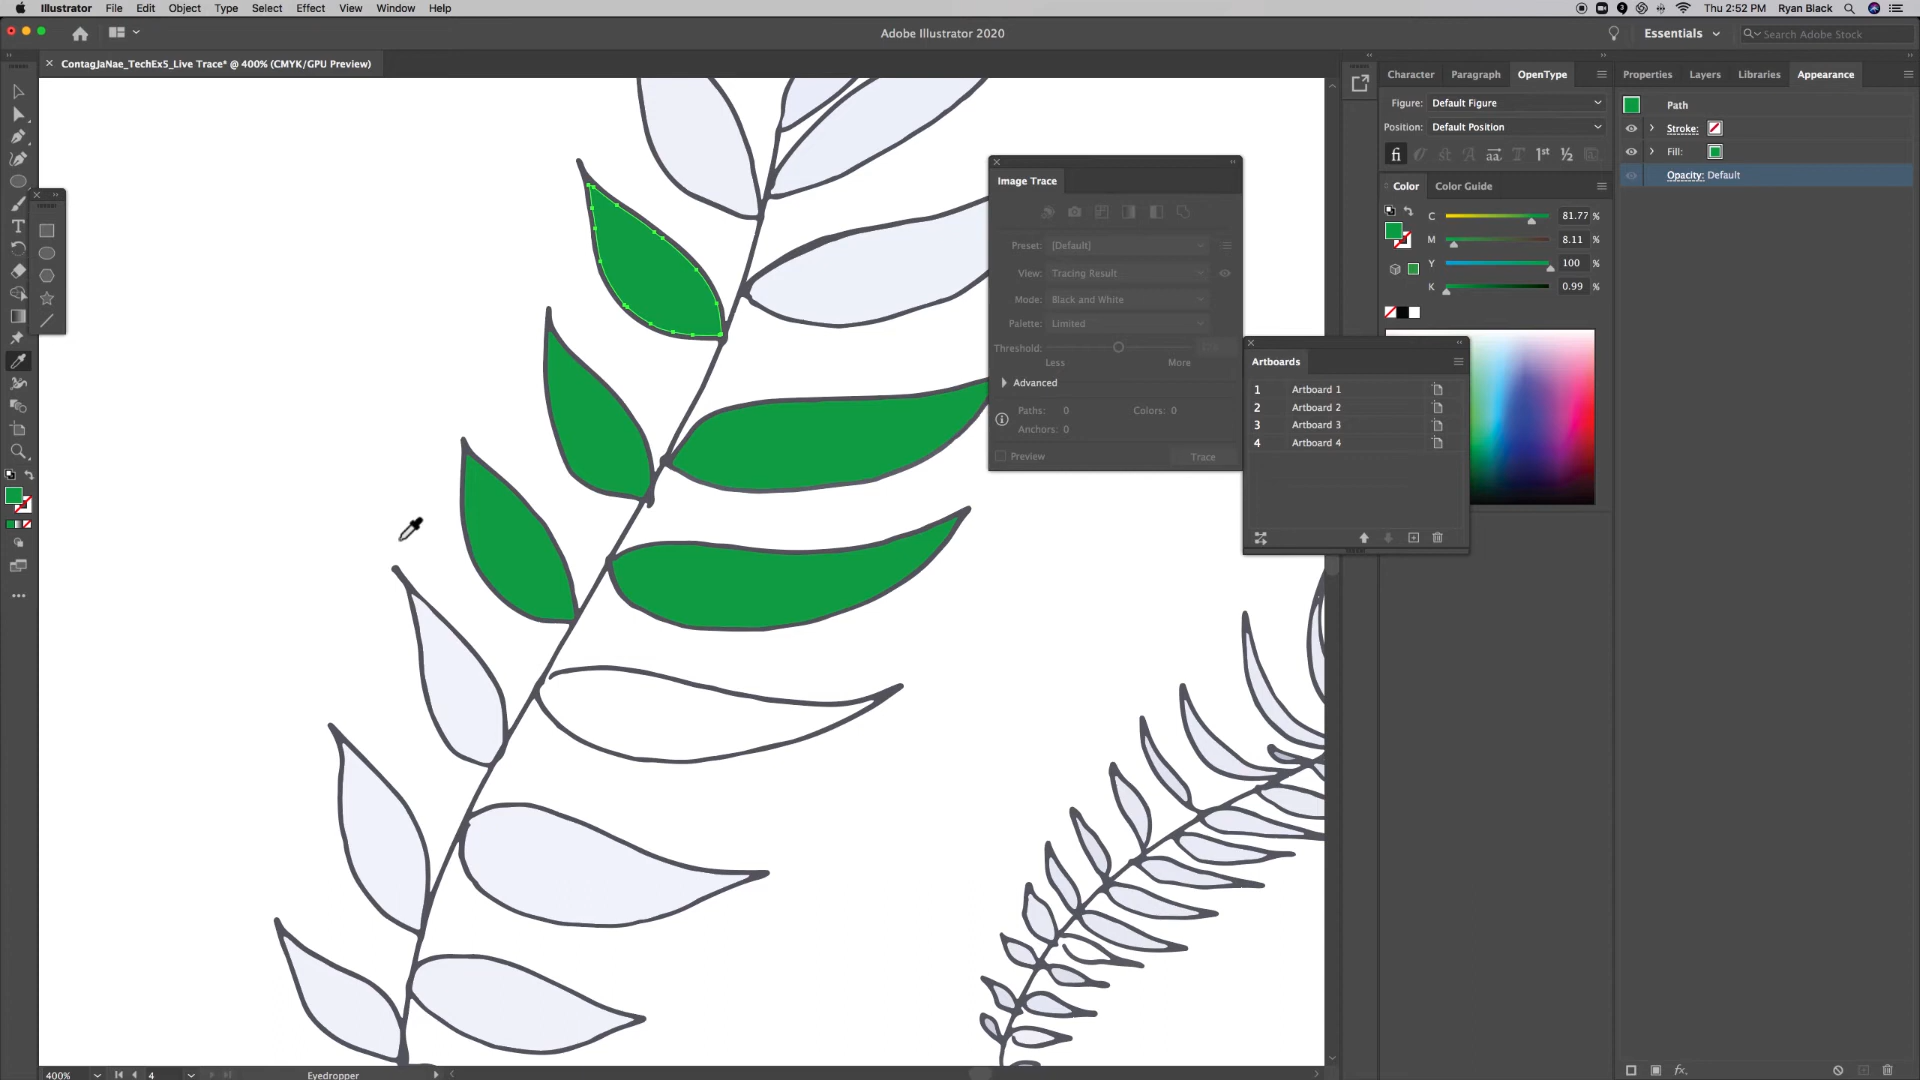 Illustrator File Edit Object Type Select Effect View Window Help
Thu 2:52 PM Ryan Black
Adobe Illustrator 2020
Essentials
Search Adobe Stock
ContagJaNae_TechEx5_Live Trace* @ 400% (CMYK/GPU Preview)
Character Paragraph OpenType
Properties Layers Libraries Appearance
Figure: Default Figure
Position: Default Position
fi
1st
½
Path
Stroke:
Fill:
Opacity: Default
Color Color Guide
C 81.77 %
M 8.11 %
Y 100 %
K 0.99 %
Image Trace
Preset: [Default]
View: Tracing Result
Mode: Black and White
Palette: Limited
Threshold:
Less More
Advanced
Paths: 0 Colors: 0
Anchors: 0
Preview Trace
Artboards
1 Artboard 1
2 Artboard 2
3 Artboard 3
4 Artboard 4
T
fx.
400% 4 Eyedropper